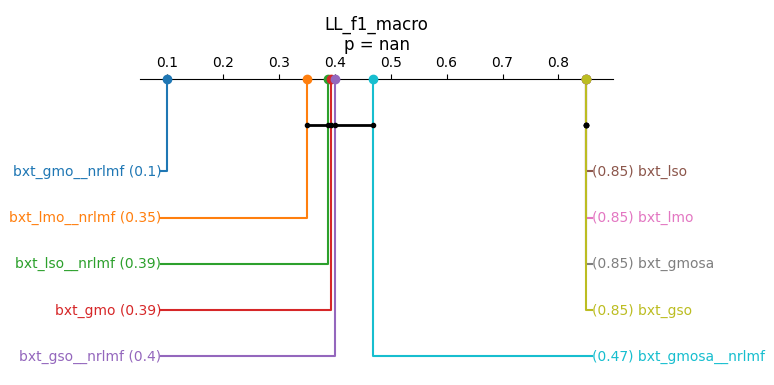 LL_f1_macro
p = nan
0.1 0.2 0.3 0.4 0.5 0.6 0.7 0.8
bxt_gmo__nrlmf (0.1) (0.85) bxt_lso
bxt_lmo__nrlmf (0.35) (0.85) bxt_lmo
bxt_lso__nrlmf (0.39) (0.85) bxt_gmosa
bxt_gmo (0.39) (0.85) bxt_gso
bxt_gso__nrlmf (0.4) (0.47) bxt_gmosa__nrlmf